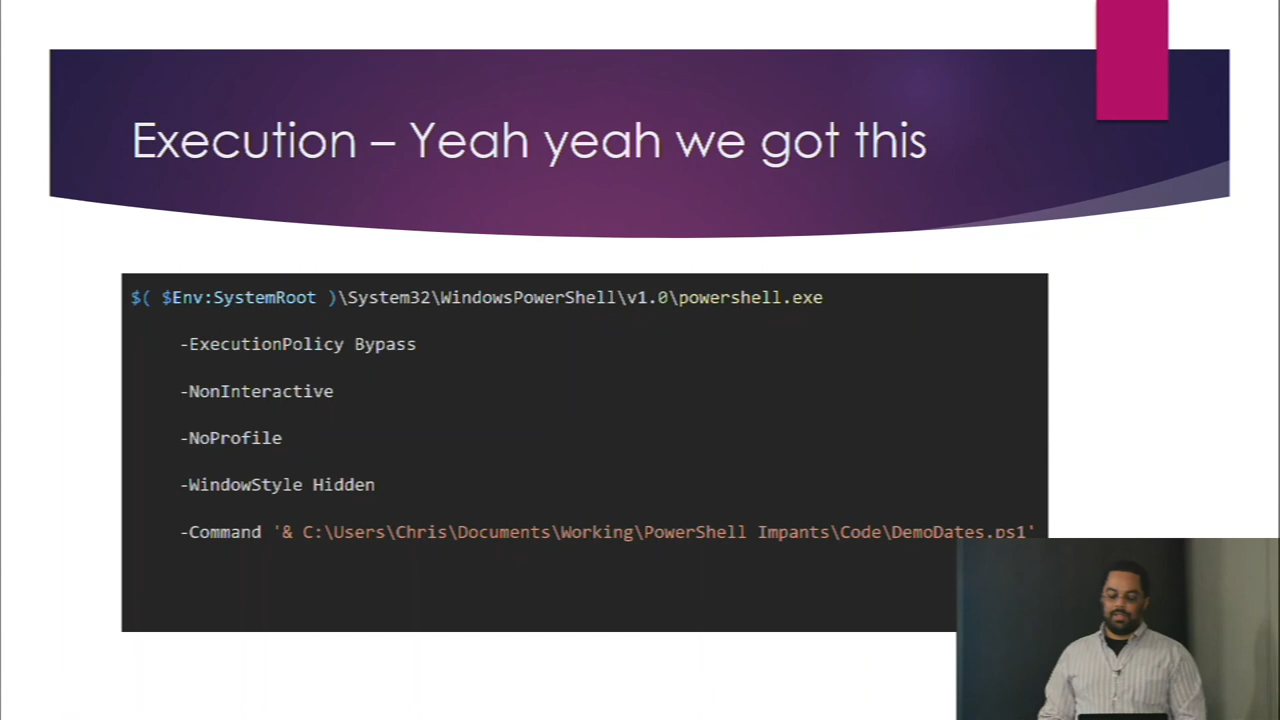 Execution – Yeah yeah we got this
$( $Env:SystemRoot )\System32\WindowsPowerShell\v1.0\powershell.exe
-ExecutionPolicy Bypass
-NonInteractive
-NoProfile
-WindowStyle Hidden
-Command '& C:\Users\Chris\Documents\Working\PowerShell Impants\Code\DemoDates.ps1'